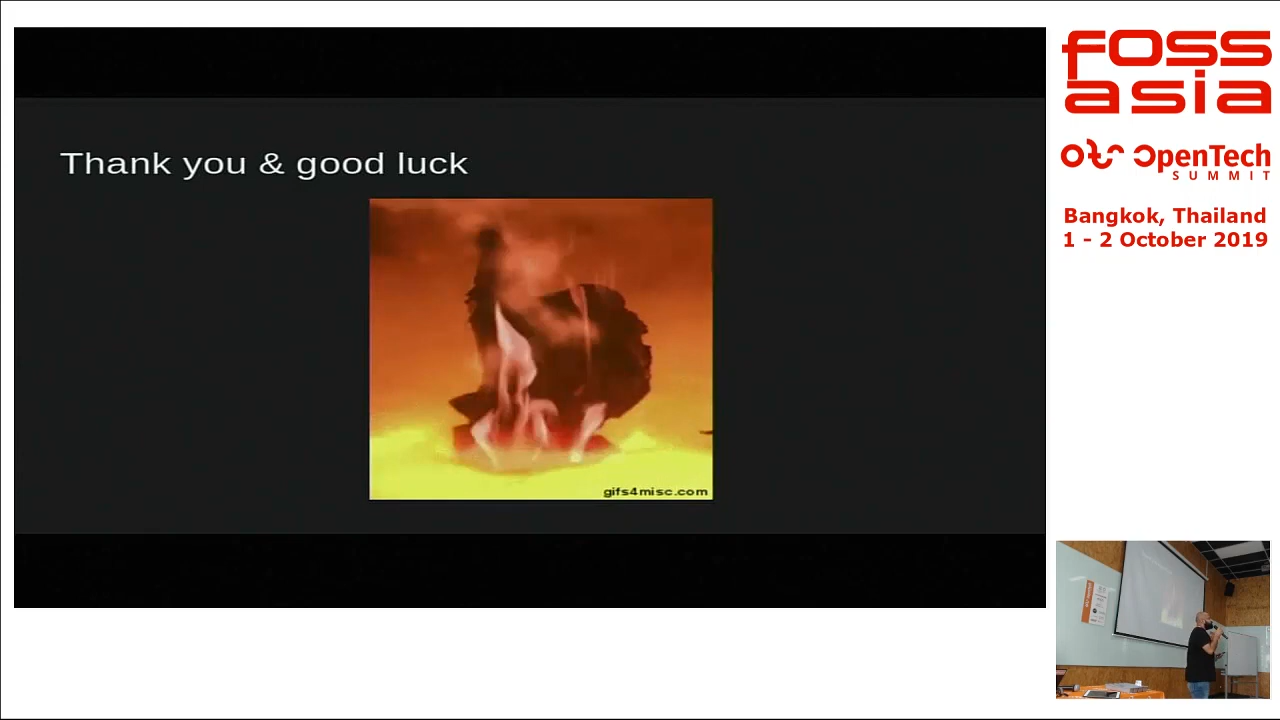 Thank you & good luck
gifs4misc.com
foss
asia
OpenTech
SUMMIT
Bangkok, Thailand
1 - 2 October 2019